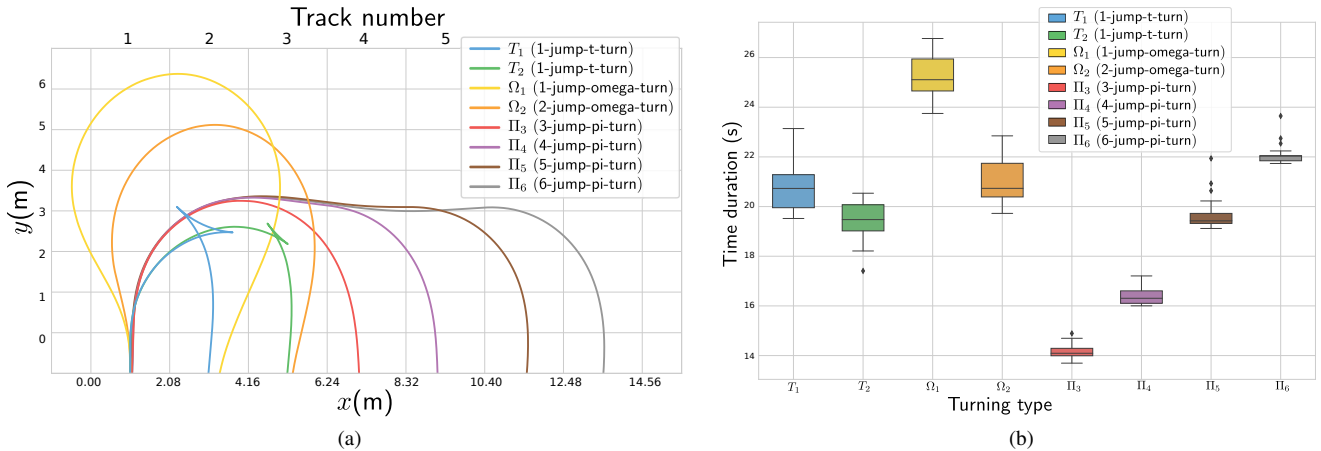 Track number
1 2 3 4 5
T₁ (1-jump-t-turn)
T₂ (1-jump-t-turn)
Ω₁ (1-jump-omega-turn)
Ω₂ (2-jump-omega-turn)
Π₃ (3-jump-pi-turn)
Π₄ (4-jump-pi-turn)
Π₅ (5-jump-pi-turn)
Π₆ (6-jump-pi-turn)
y(m)
6
5
4
3
2
1
0
0.00 2.08 4.16 6.24 8.32 10.40 12.48 14.56
x(m)
(a)
T₁ (1-jump-t-turn)
T₂ (1-jump-t-turn)
Ω₁ (1-jump-omega-turn)
Ω₂ (2-jump-omega-turn)
Π₃ (3-jump-pi-turn)
Π₄ (4-jump-pi-turn)
Π₅ (5-jump-pi-turn)
Π₆ (6-jump-pi-turn)
Time duration (s)
26
24
22
20
18
16
14
T₁ T₂ Ω₁ Ω₂ Π₃ Π₄ Π₅ Π₆
Turning type
(b)